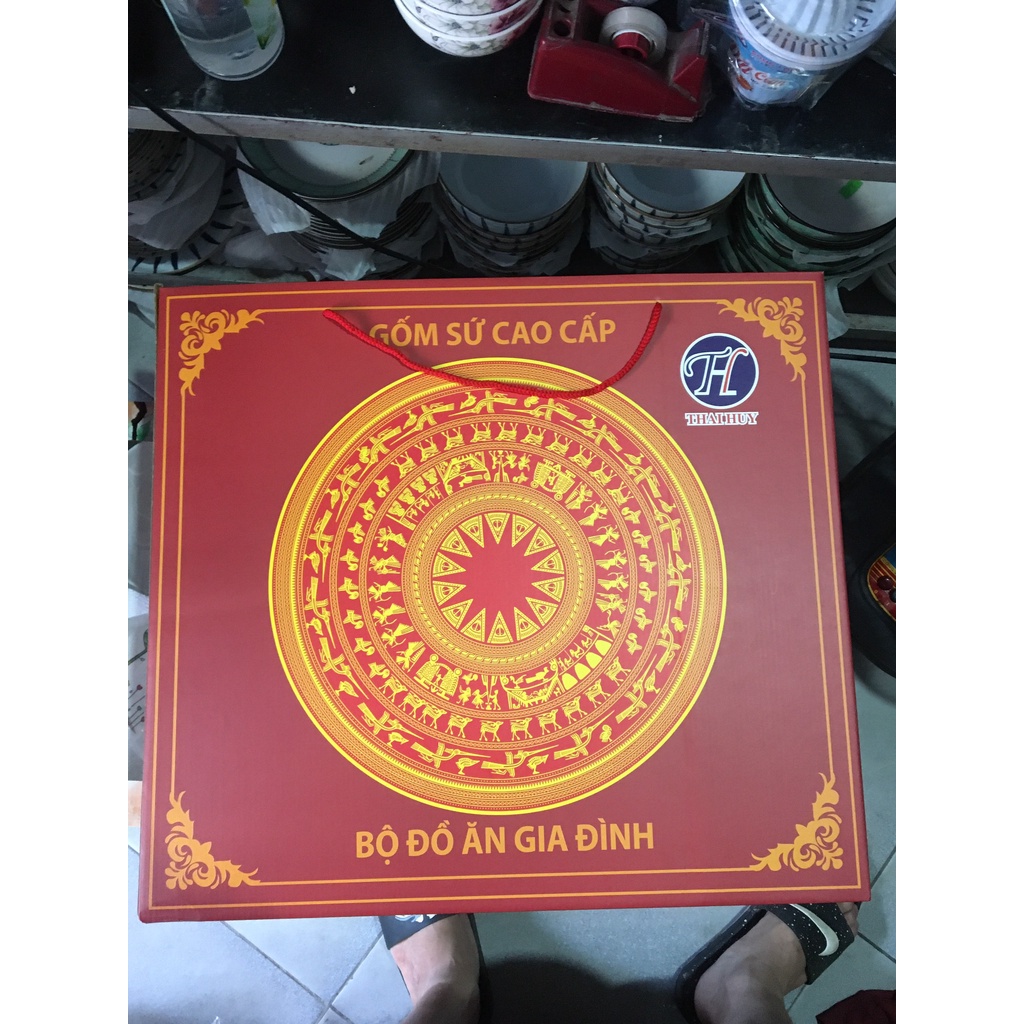 GỐM SỨ CAO CẤP
TH
THAI HUY
BỘ ĐỒ ĂN GIA ĐÌNH